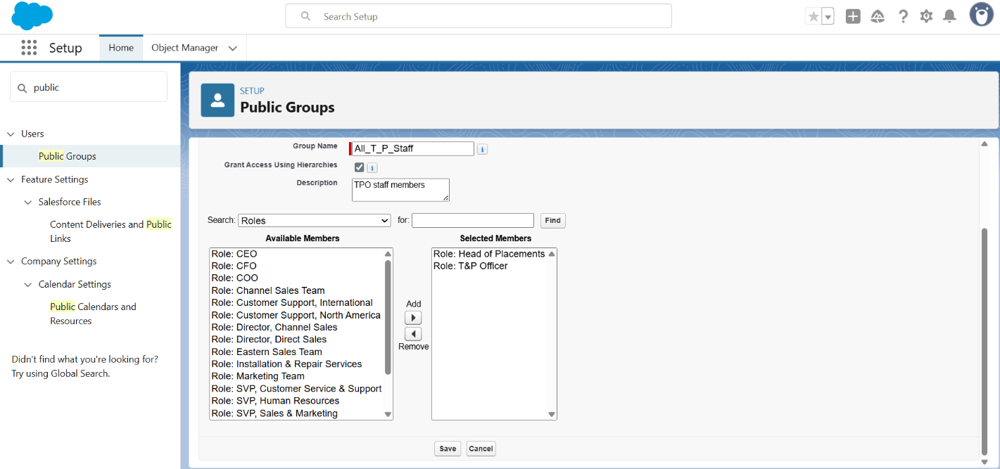 Search Setup
Setup
Home
Object Manager
public
Users
Public Groups
Feature Settings
Salesforce Files
Content Deliveries and Public
Links
Company Settings
Calendar Settings
Public Calendars and
Resources
Didn't find what you're looking for?
Try using Global Search.
SETUP
Public Groups
Group Name All_T_P_Staff
Grant Access Using Hierarchies
Description TPO staff members
Search: Roles for: Find
Available Members
Role: CEO
Role: CFO
Role: COO
Role: Channel Sales Team
Role: Customer Support, International
Role: Customer Support, North America
Role: Director, Channel Sales
Role: Director, Direct Sales
Role: Eastern Sales Team
Role: Installation & Repair Services
Role: Marketing Team
Role: SVP, Customer Service & Support
Role: SVP, Human Resources
Role: SVP, Sales & Marketing
Add
Remove
Selected Members
Role: Head of Placements
Role: T&P Officer
Save Cancel